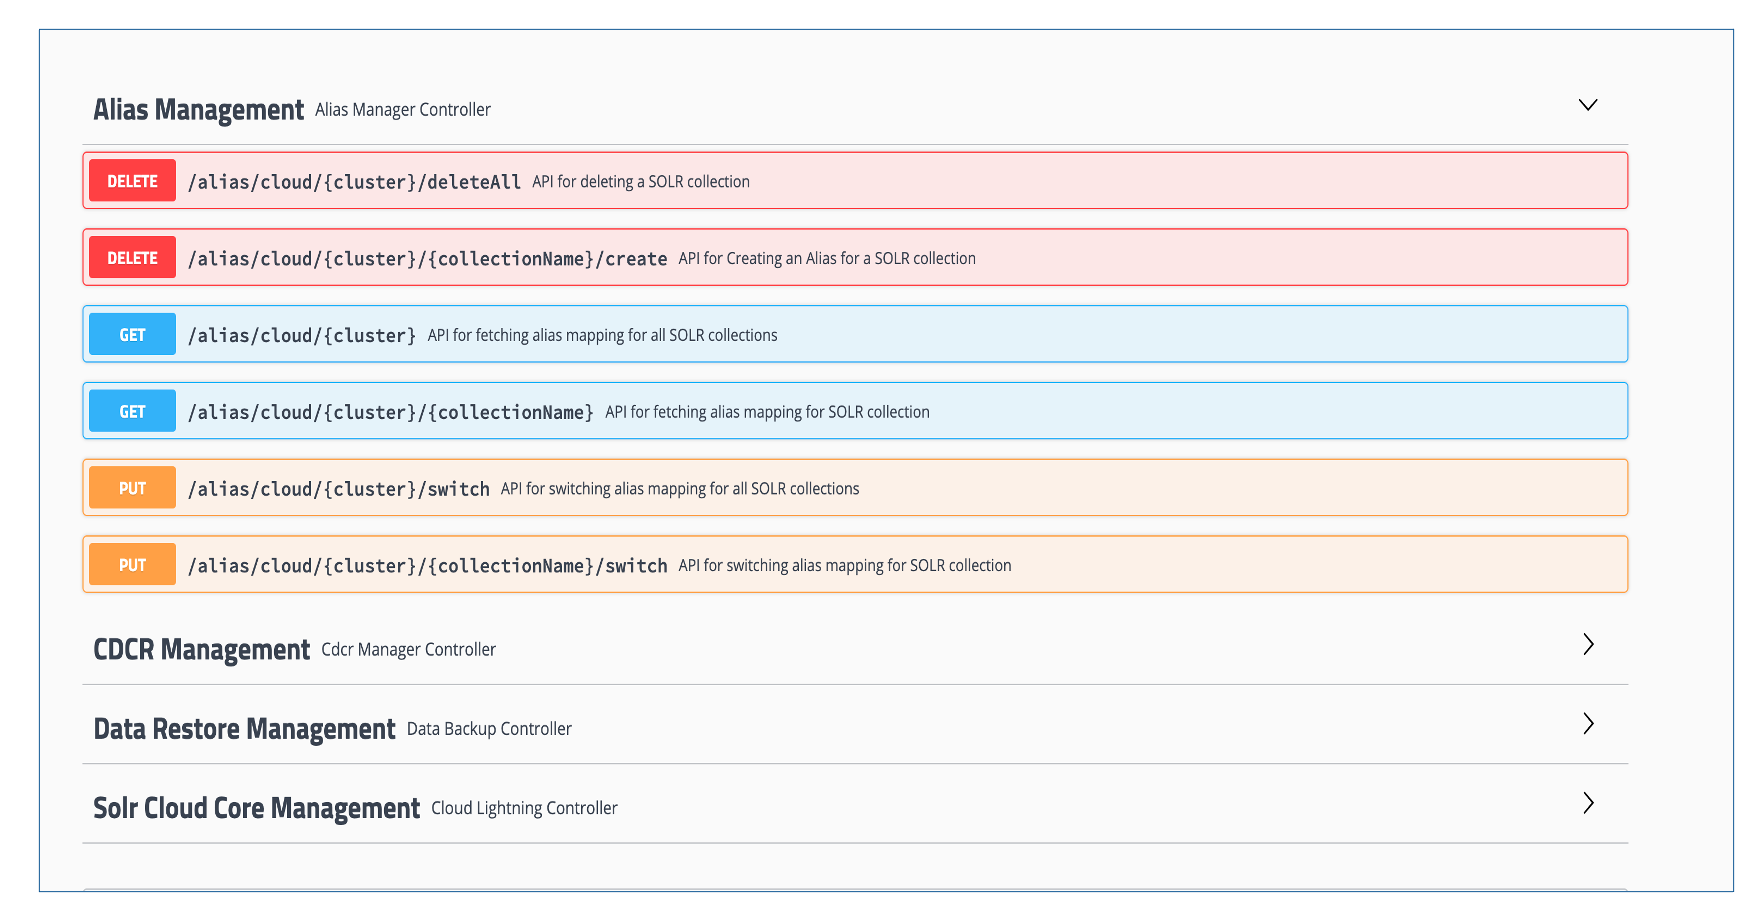 Alias Management Alias Manager Controller
DELETE /alias/cloud/{cluster}/deleteAll API for deleting a SOLR collection
DELETE /alias/cloud/{cluster}/{collectionName}/create API for Creating an Alias for a SOLR collection
GET /alias/cloud/{cluster} API for fetching alias mapping for all SOLR collections
GET /alias/cloud/{cluster}/{collectionName} API for fetching alias mapping for SOLR collection
PUT /alias/cloud/{cluster}/switch API for switching alias mapping for all SOLR collections
PUT /alias/cloud/{cluster}/{collectionName}/switch API for switching alias mapping for SOLR collection
CDCR Management Cdcr Manager Controller
Data Restore Management Data Backup Controller
Solr Cloud Core Management Cloud Lightning Controller